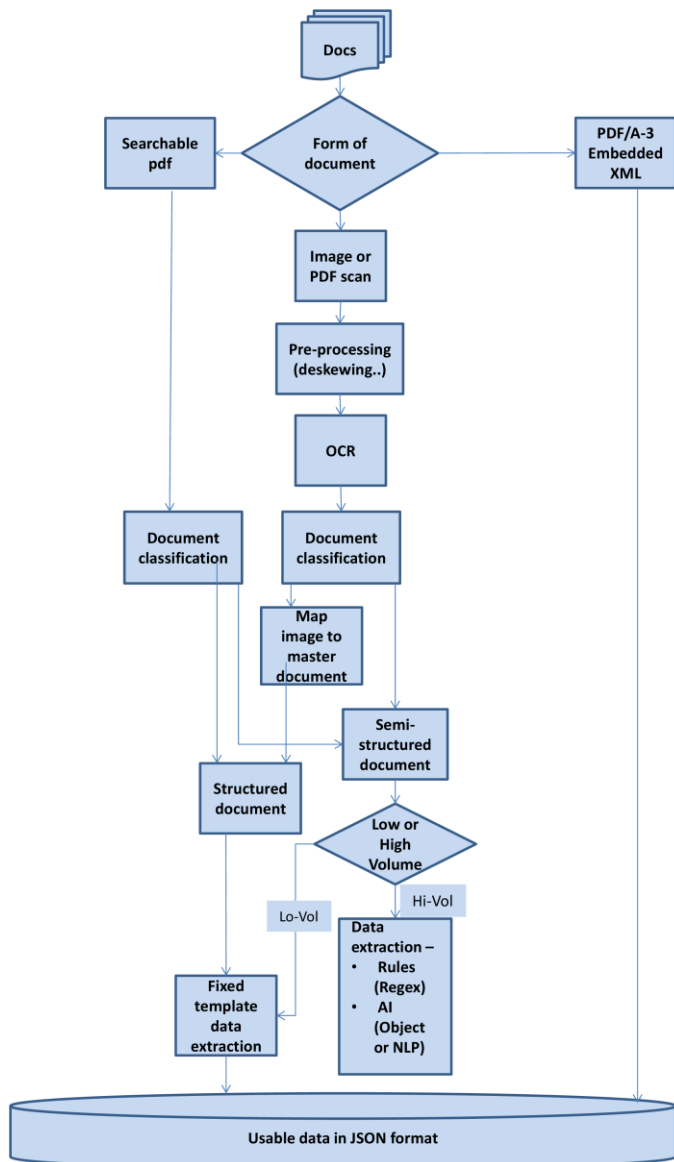 Docs
Form of
document
Searchable
pdf
PDF/A-3
Embedded
XML
Image or
PDF scan
Pre-processing
(deskewing..)
OCR
Document
classification
Document
classification
Map
image to
master
document
Semi-
structured
document
Structured
document
Low or
High
Volume
Lo-Vol
Hi-Vol
Data
extraction –
• Rules
(Regex)
• AI
(Object
or NLP)
Fixed
template
data
extraction
Usable data in JSON format